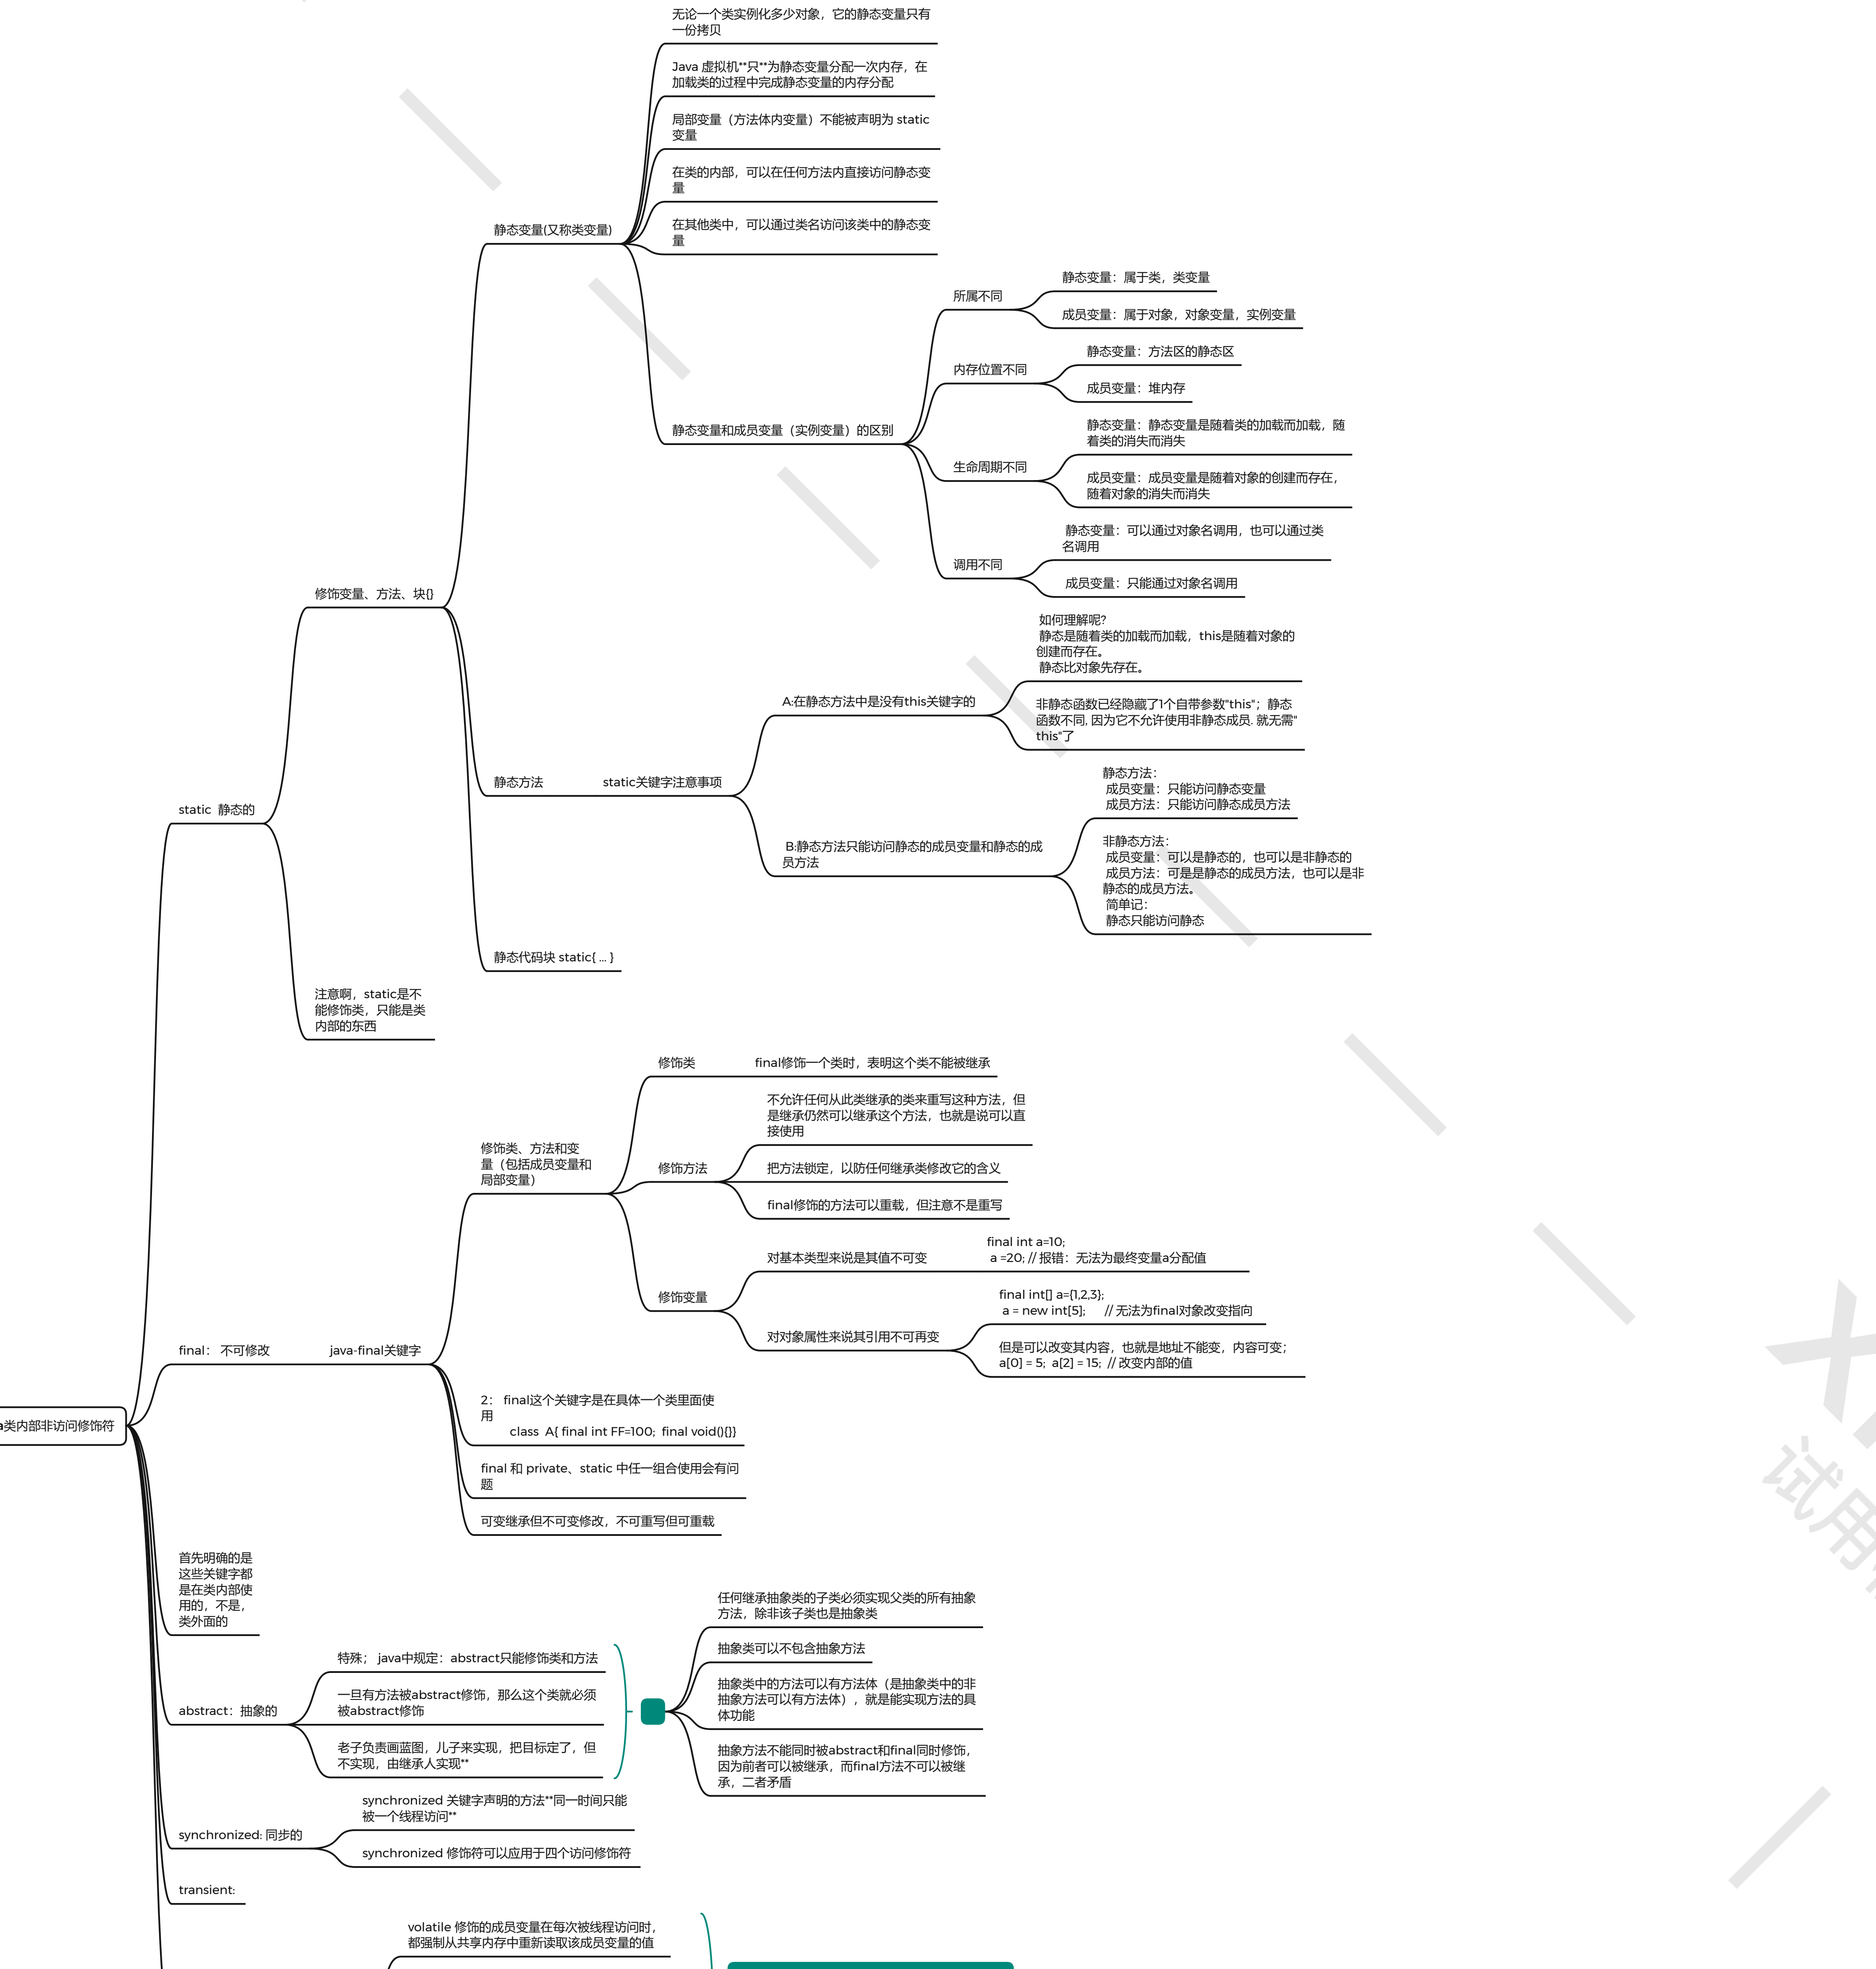 无论一个类实例化多少对象，它的静态变量只有
一份拷贝
Java 虚拟机**只**为静态变量分配一次内存，在
加载类的过程中完成静态变量的内存分配
局部变量（方法体内变量）不能被声明为 static
变量
在类的内部，可以在任何方法内直接访问静态变
量
在其他类中，可以通过类名访问该类中的静态变
量
静态变量(又称类变量)
静态变量：属于类，类变量
所属不同
成员变量：属于对象，对象变量，实例变量
静态变量：方法区的静态区
内存位置不同
成员变量：堆内存
静态变量和成员变量（实例变量）的区别
静态变量：静态变量是随着类的加载而加载，随
着类的消失而消失
生命周期不同
成员变量：成员变量是随着对象的创建而存在，
随着对象的消失而消失
静态变量：可以通过对象名调用，也可以通过类
名调用
调用不同
成员变量：只能通过对象名调用
修饰变量、方法、块{}
如何理解呢?
静态是随着类的加载而加载，this是随着对象的
创建而存在。
静态比对象先存在。
A:在静态方法中是没有this关键字的
非静态函数已经隐藏了1个自带参数"this"；静态
函数不同, 因为它不允许使用非静态成员. 就无需"
this"了
静态方法
static关键字注意事项
静态方法：
成员变量：只能访问静态变量
成员方法：只能访问静态成员方法
B:静态方法只能访问静态的成员变量和静态的成
员方法
非静态方法：
成员变量：可以是静态的，也可以是非静态的
成员方法：可是是静态的成员方法，也可以是非
静态的成员方法。
简单记：
静态只能访问静态
static 静态的
静态代码块 static{ ... }
注意啊，static是不
能修饰类，只能是类
内部的东西
修饰类
final修饰一个类时，表明这个类不能被继承
修饰类、方法和变
量（包括成员变量和
局部变量）
不允许任何从此类继承的类来重写这种方法，但
是继承仍然可以继承这个方法，也就是说可以直
接使用
修饰方法
把方法锁定，以防任何继承类修改它的含义
final修饰的方法可以重载，但注意不是重写
final int a=10;
a =20; // 报错：无法为最终变量a分配值
对基本类型来说是其值不可变
修饰变量
final int[] a={1,2,3};
a = new int[5]; // 无法为final对象改变指向
对对象属性来说其引用不可再变
但是可以改变其内容，也就是地址不能变，内容可变；
a[0] = 5; a[2] = 15; // 改变内部的值
final： 不可修改
java-final关键字
2： final这个关键字是在具体一个类里面使
用
class A{ final int FF=100; final void(){}}
final 和 private、static 中任一组合使用会有问
题
可变继承但不可变修改，不可重写但可重载
a类内部非访问修饰符
首先明确的是
这些关键字都
是在类内部使
用的，不是，
类外面的
任何继承抽象类的子类必须实现父类的所有抽象
方法，除非该子类也是抽象类
抽象类可以不包含抽象方法
抽象类中的方法可以有方法体（是抽象类中的非
抽象方法可以有方法体），就是能实现方法的具
体功能
抽象方法不能同时被abstract和final同时修饰，
因为前者可以被继承，而final方法不可以被继
承，二者矛盾
特殊； java中规定：abstract只能修饰类和方法
一旦有方法被abstract修饰，那么这个类就必须
被abstract修饰
abstract：抽象的
老子负责画蓝图，儿子来实现，把目标定了，但
不实现，由继承人实现**
synchronized 关键字声明的方法**同一时间只能
被一个线程访问**
synchronized: 同步的
synchronized 修饰符可以应用于四个访问修饰符
transient:
volatile 修饰的成员变量在每次被线程访问时，
都强制从共享内存中重新读取该成员变量的值
试用